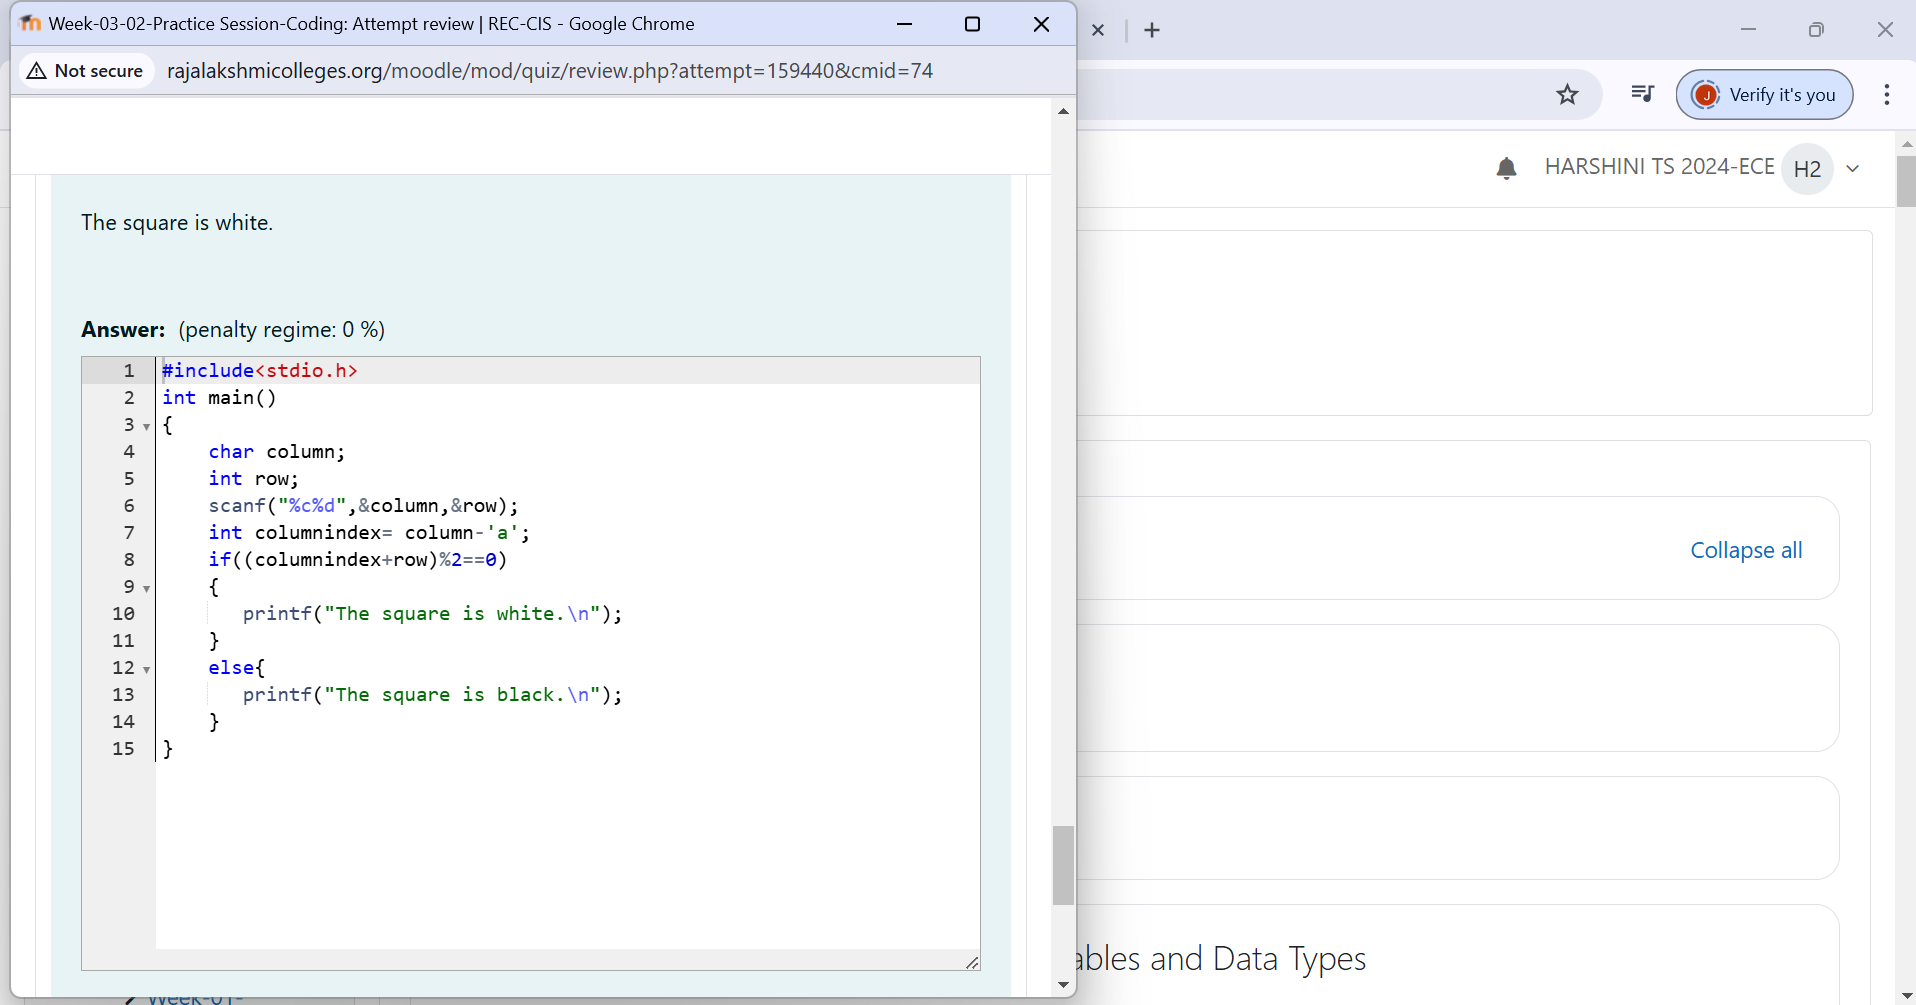 Week-03-02-Practice Session-Coding: Attempt review | REC-CIS - Google Chrome
Not secure
rajalakshmicolleges.org/moodle/mod/quiz/review.php?attempt=159440&cmid=74
Verify it's you
J
HARSHINI TS 2024-ECE
H2
The square is white.
Answer: (penalty regime: 0 %)
1 #include<stdio.h>
2 int main()
3 {
4 char column;
5 int row;
6 scanf("%c%d",&column,&row);
7 int columnindex= column-'a';
8 if((columnindex+row)%2==0)
9 {
10 printf("The square is white.\n");
11 }
12 else{
13 printf("The square is black.\n");
14 }
15 }
Collapse all
ables and Data Types
Week-01-